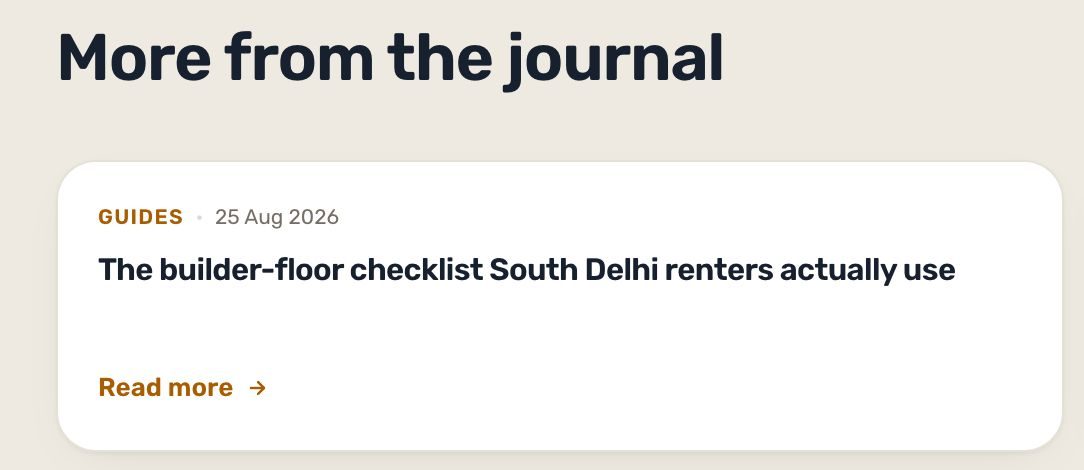 More from the journal
GUIDES • 25 Aug 2026
The builder-floor checklist South Delhi renters actually use
Read more →